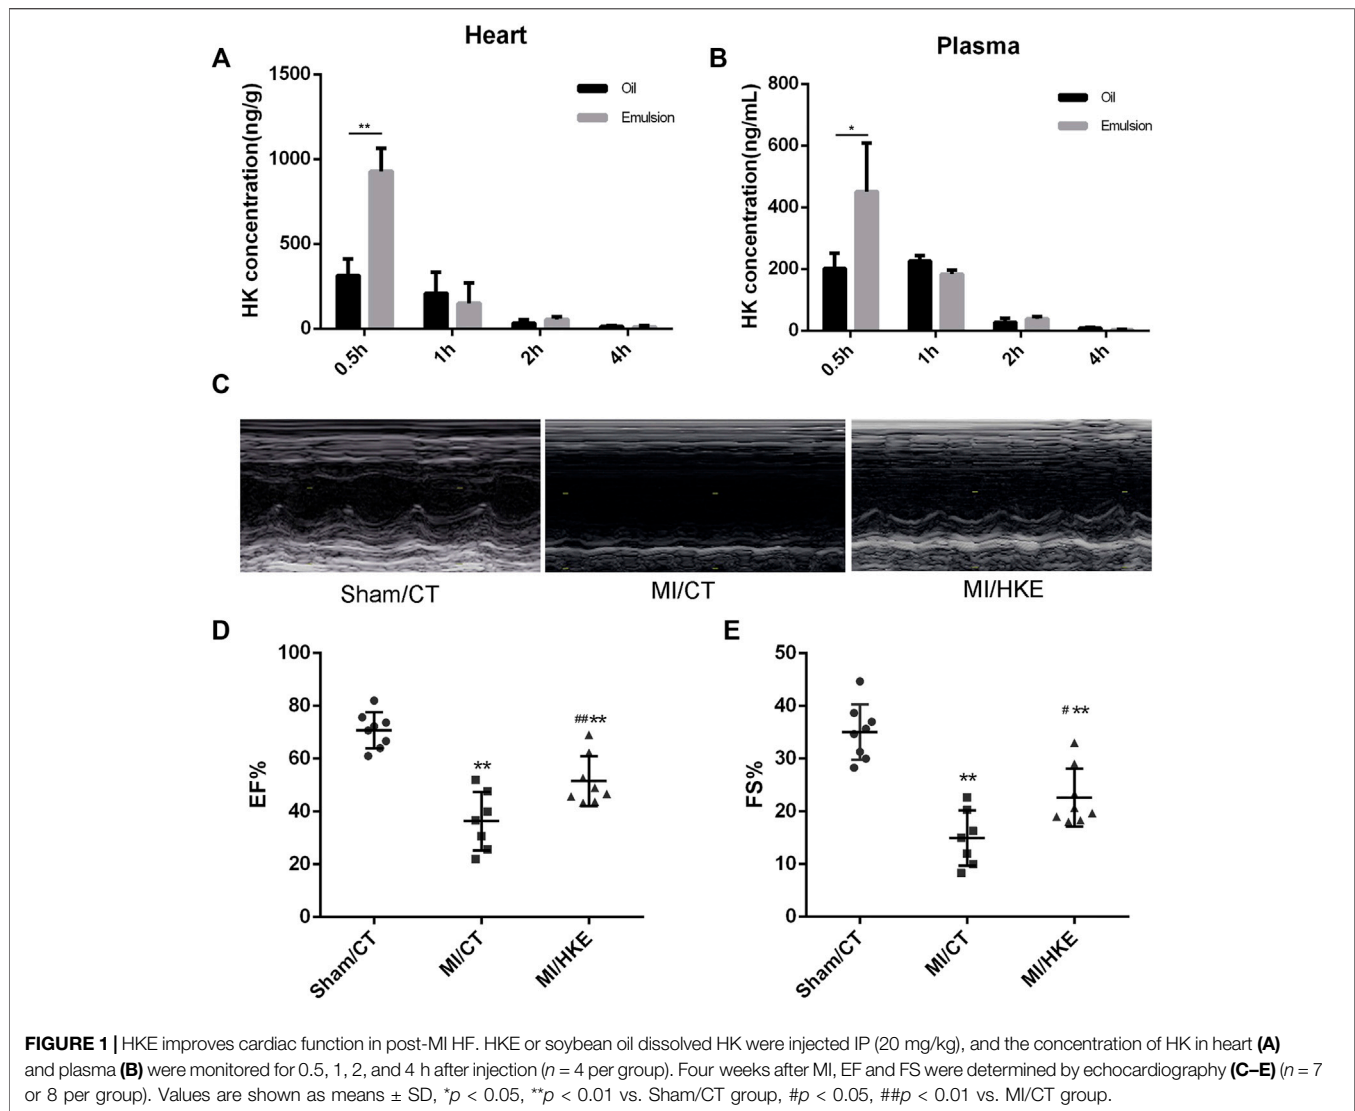 Heart
A
1500
1000
500
0
HK concentration(ng/g)
Oil
Emulsion
**
0.5h
1h
2h
4h
Plasma
B
800
600
400
200
0
HK concentration(ng/mL)
Oil
Emulsion
*
0.5h
1h
2h
4h
C
Sham/CT
MI/CT
MI/HKE
D
100
80
60
40
20
0
EF%
**
##**
Sham/CT
MI/CT
MI/HKE
E
50
40
30
20
10
0
FS%
**
# **
Sham/CT
MI/CT
MI/HKE
FIGURE 1 | HKE improves cardiac function in post-MI HF. HKE or soybean oil dissolved HK were injected IP (20 mg/kg), and the concentration of HK in heart (A)
and plasma (B) were monitored for 0.5, 1, 2, and 4 h after injection (n = 4 per group). Four weeks after MI, EF and FS were determined by echocardiography (C–E) (n = 7
or 8 per group). Values are shown as means ± SD, *p < 0.05, **p < 0.01 vs. Sham/CT group, #p < 0.05, ##p < 0.01 vs. MI/CT group.